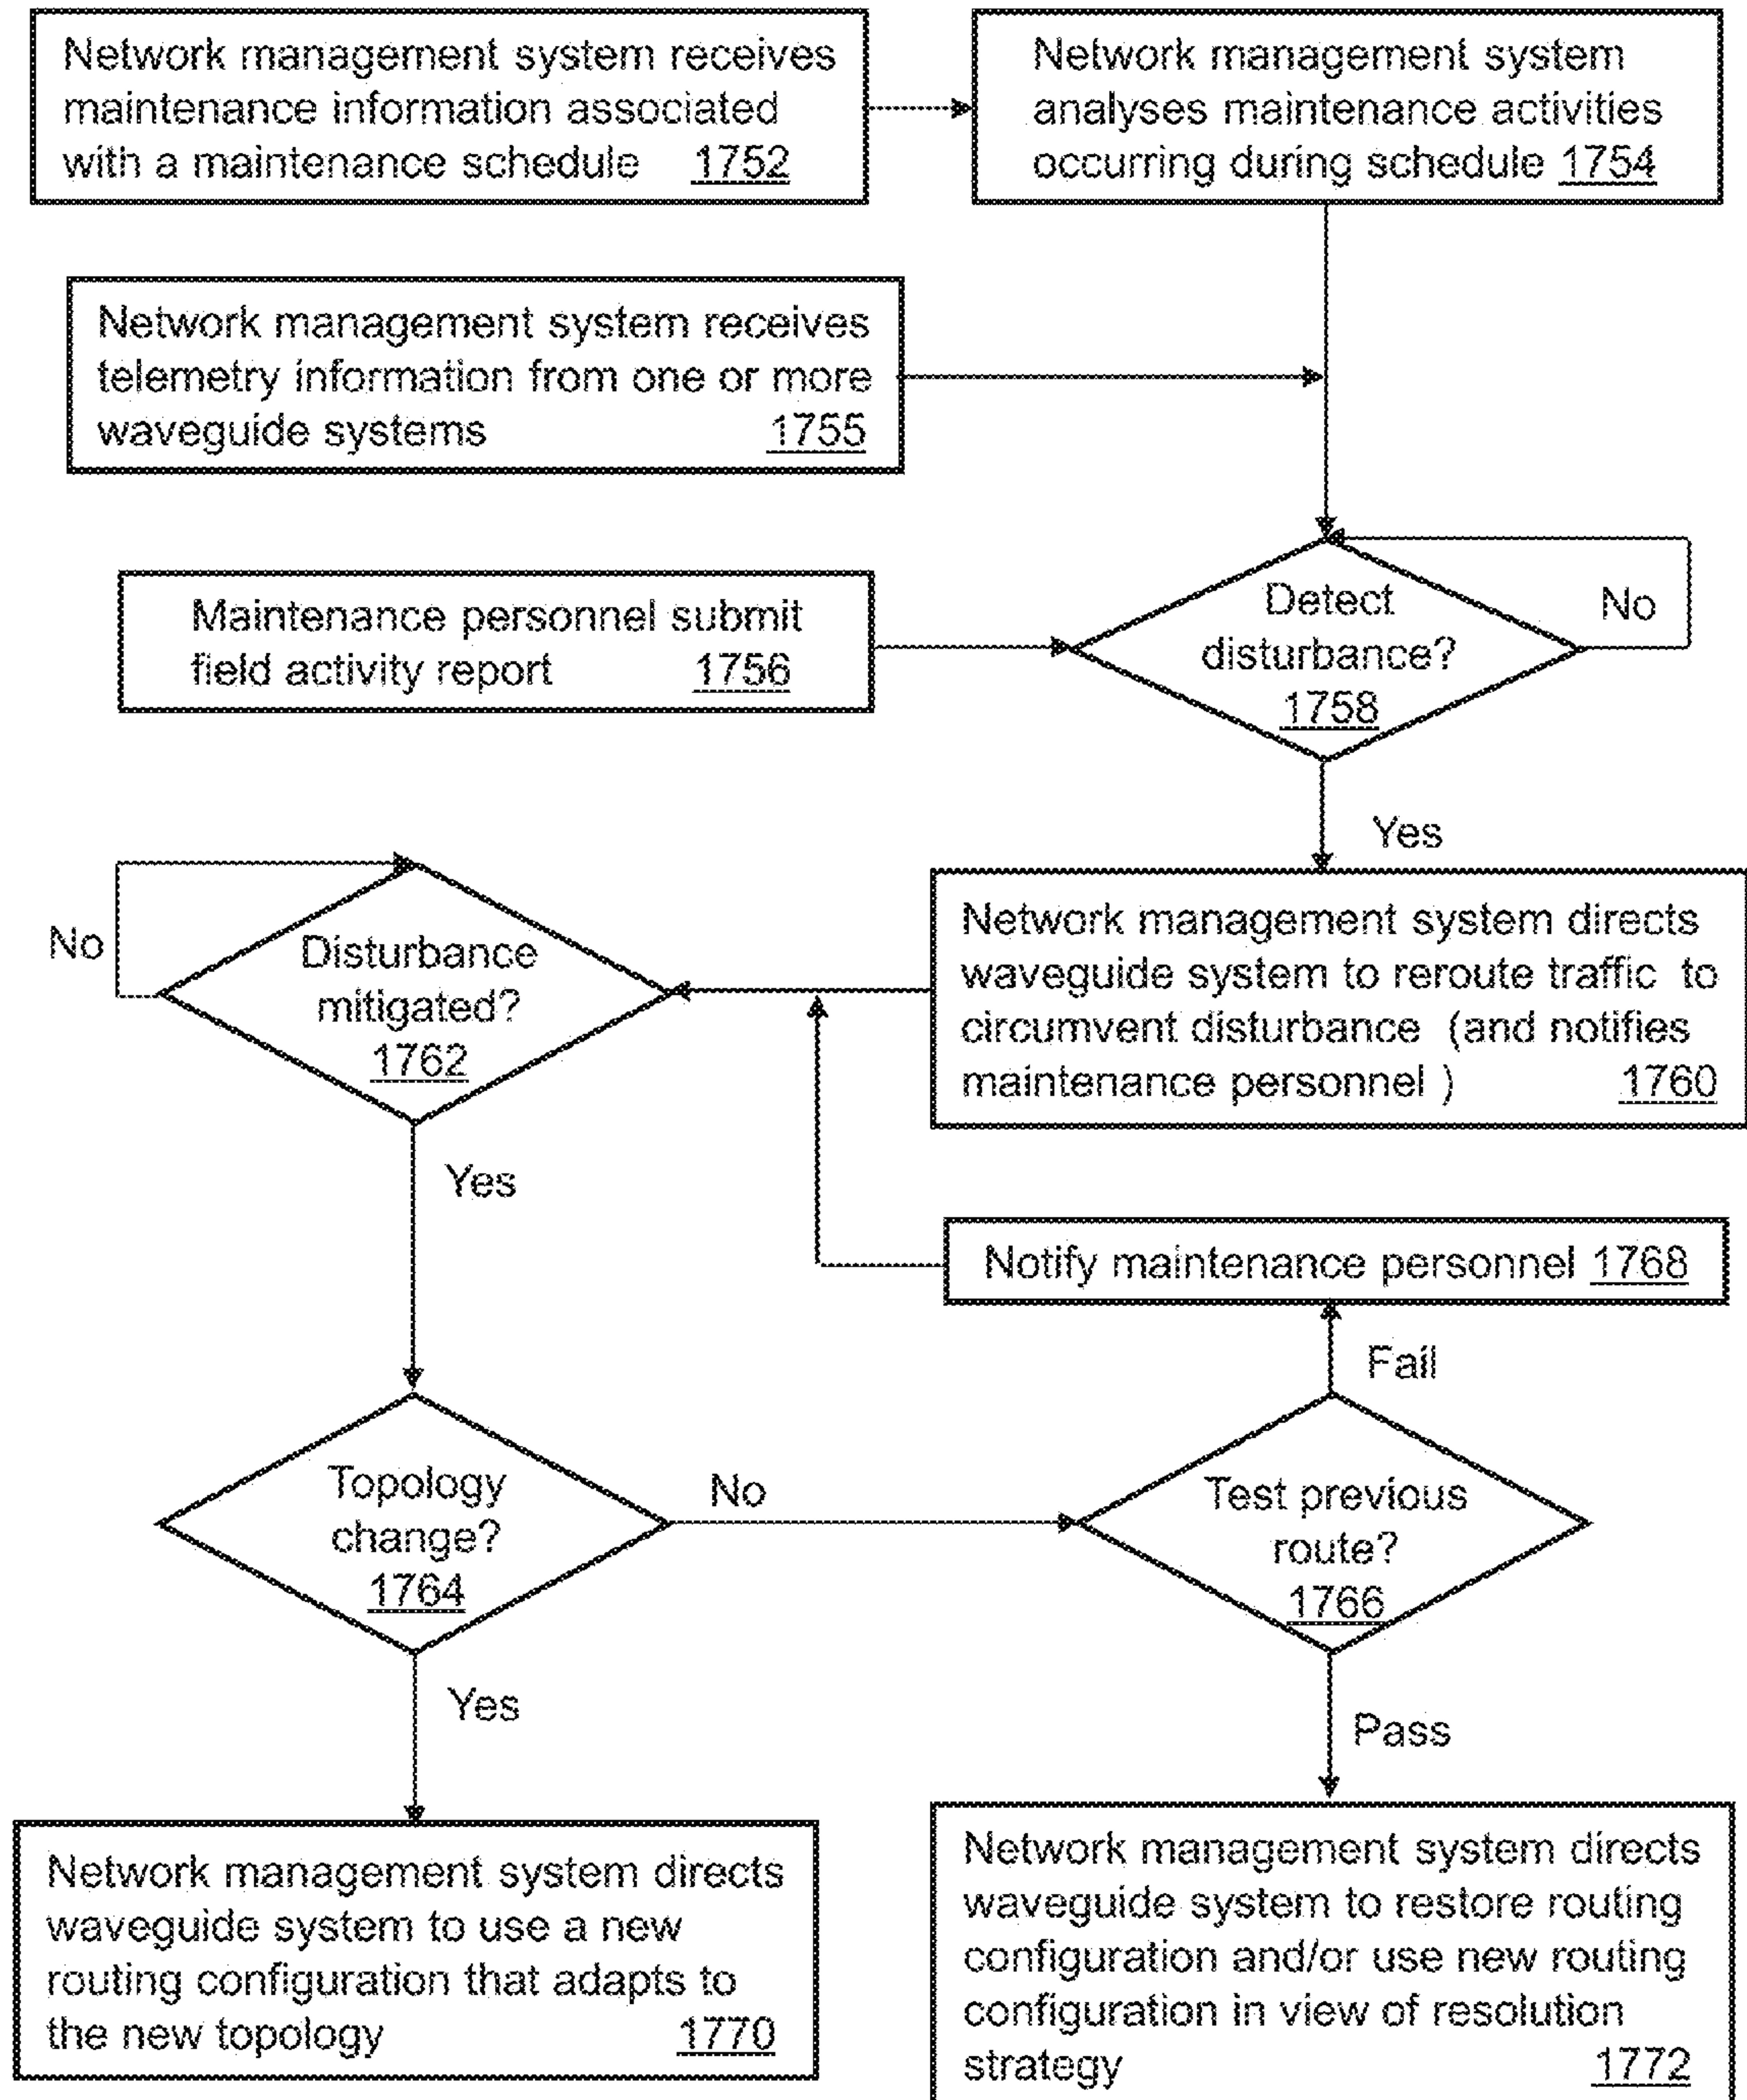 Network management system receives
maintenance information associated
with a maintenance schedule 1752
Network management system
analyses maintenance activities
occurring during schedule 1754
Network management system receives
telemetry information from one or more
waveguide systems 1755
Maintenance personnel submit
field activity report 1756
Detect
disturbance?
1758
No
Yes
Network management system directs
waveguide system to reroute traffic to
circumvent disturbance (and notifies
maintenance personnel ) 1760
Disturbance
mitigated?
1762
No
Yes
Notify maintenance personnel 1768
Fail
Topology
change?
1764
No
Test previous
route?
1766
Yes
Pass
Network management system directs
waveguide system to use a new
routing configuration that adapts to
the new topology 1770
Network management system directs
waveguide system to restore routing
configuration and/or use new routing
configuration in view of resolution
strategy 1772